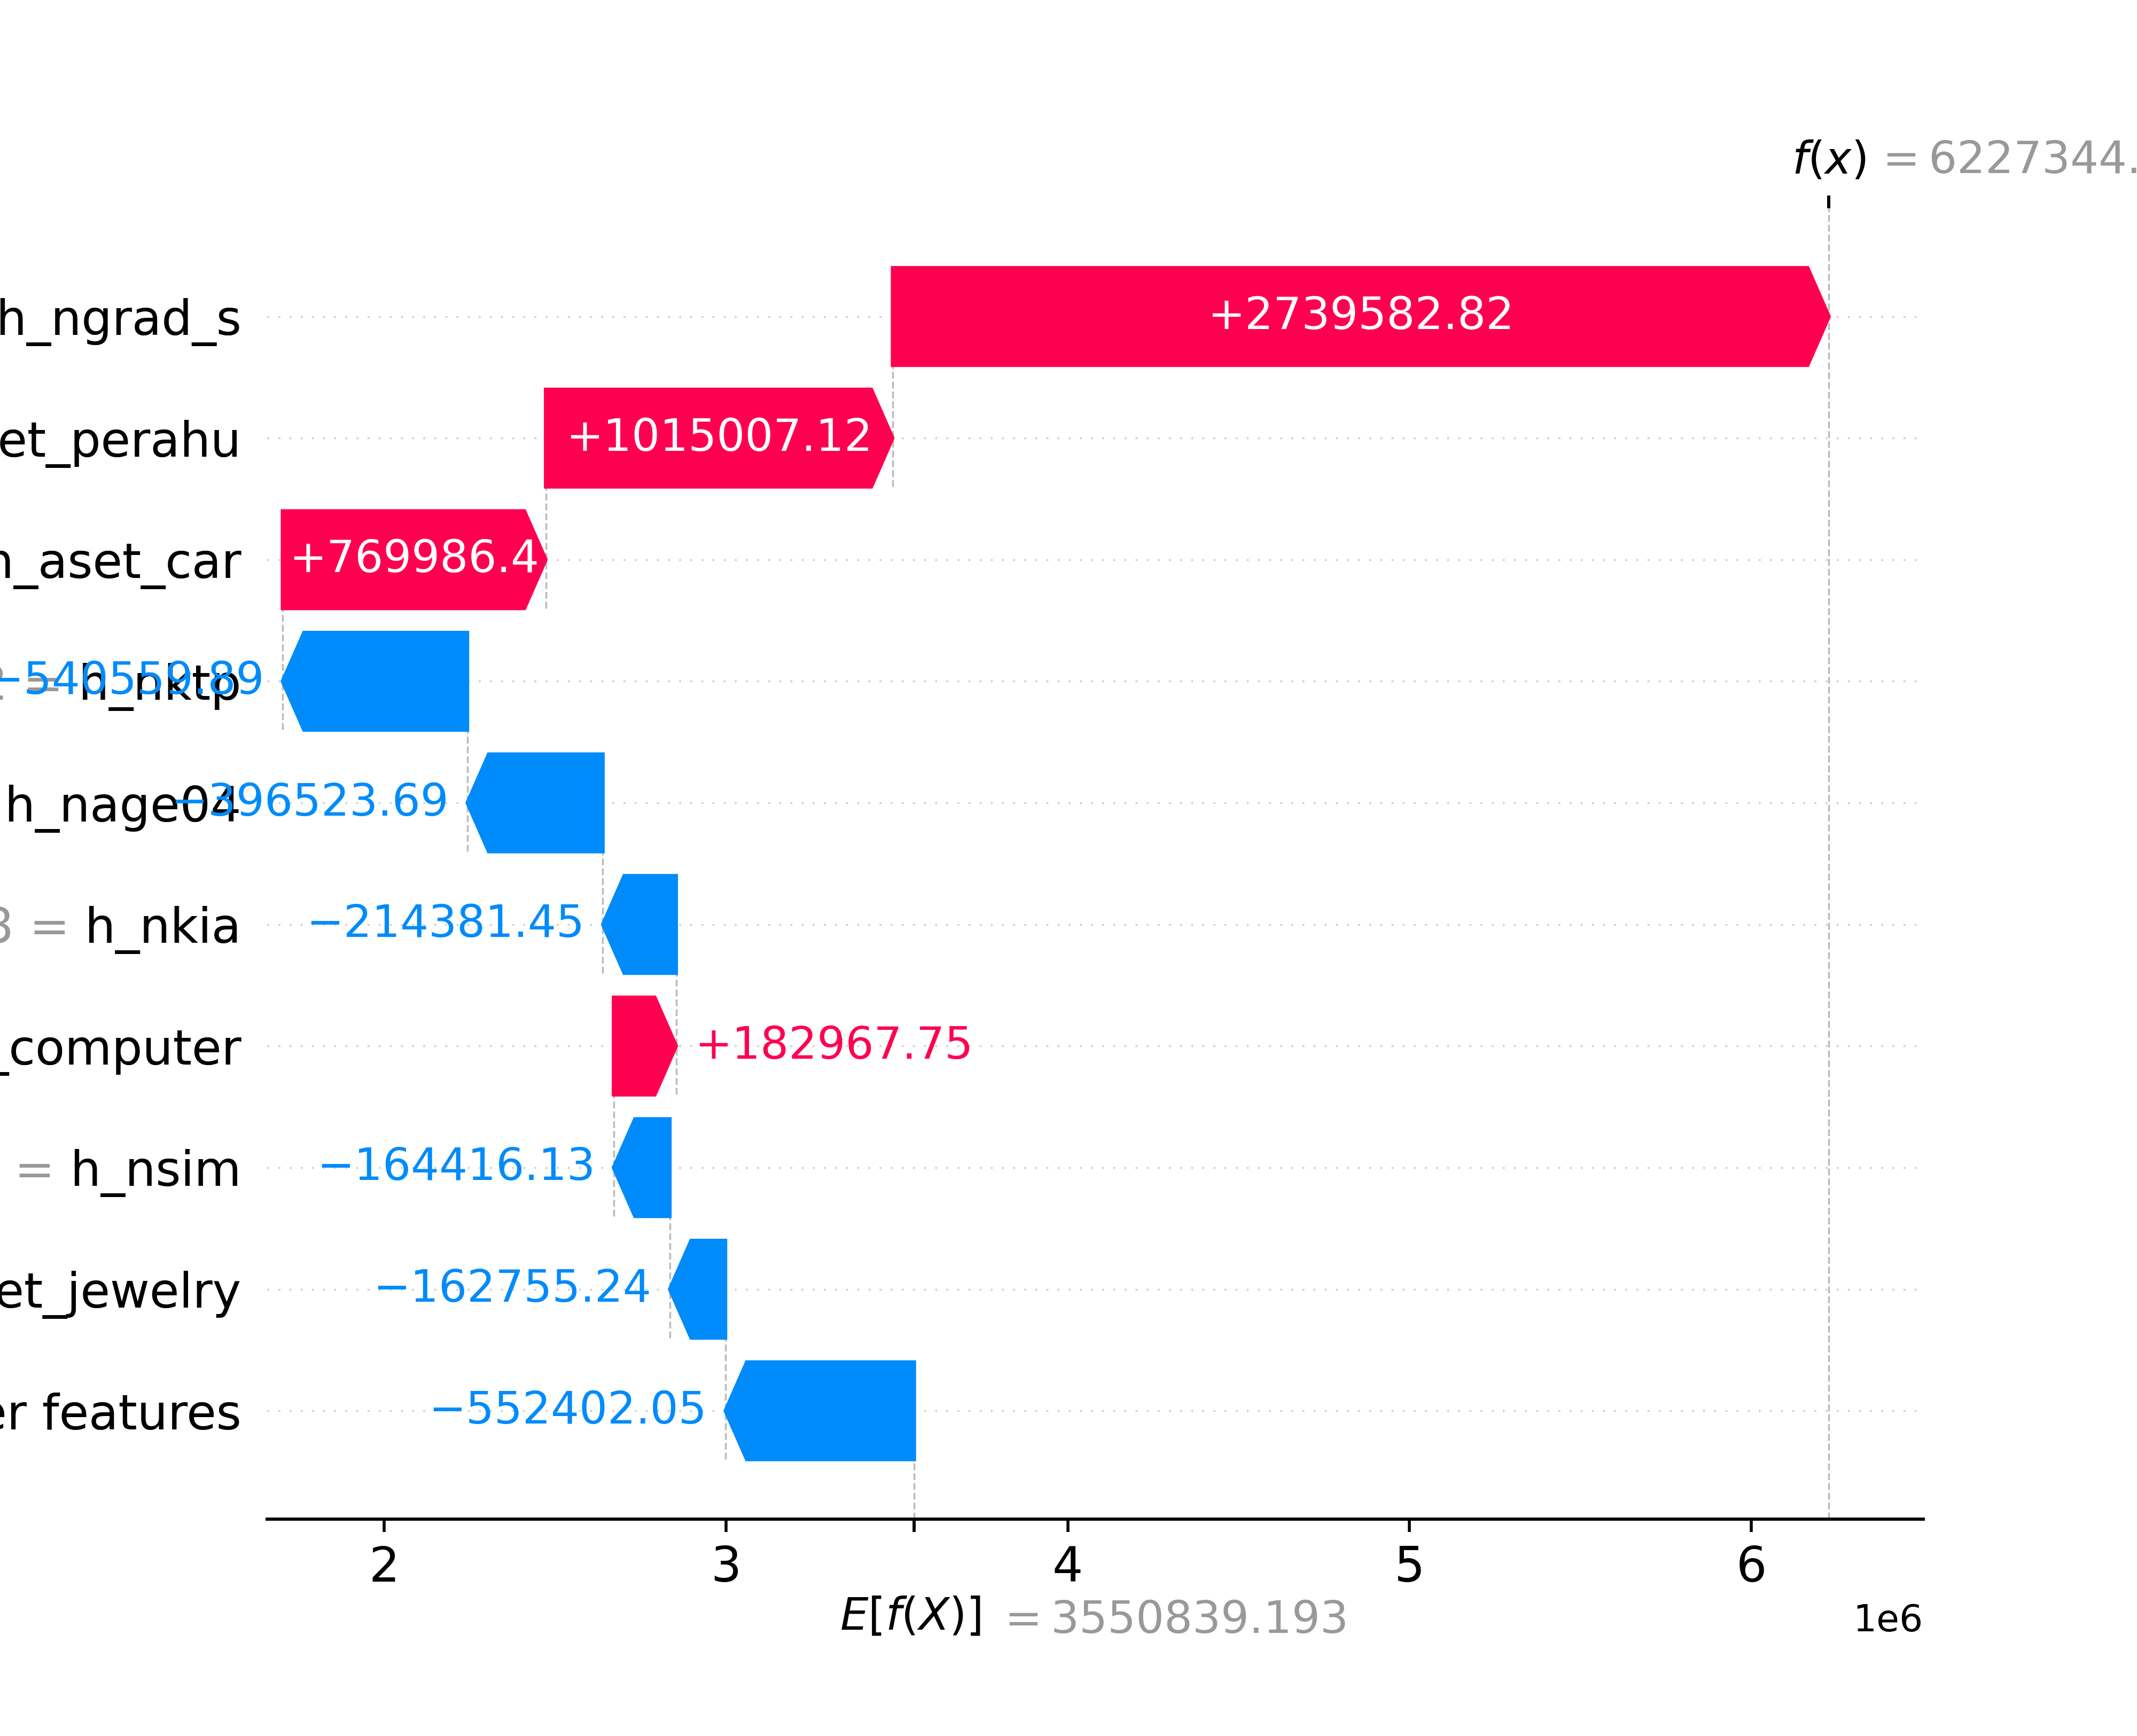 f(x) = 6227344.
h_ngrad_s +2739582.82
et_perahu +1015007.12
_aset_car +769986.4
= h_nktp −540559.89
h_nage04 −396523.69
= h_nkia −214381.45
_computer +182967.75
= h_nsim −164416.13
et_jewelry −162755.24
features −552402.05
2 3 4 5 6
E[f(X)] = 3550839.193 1e6